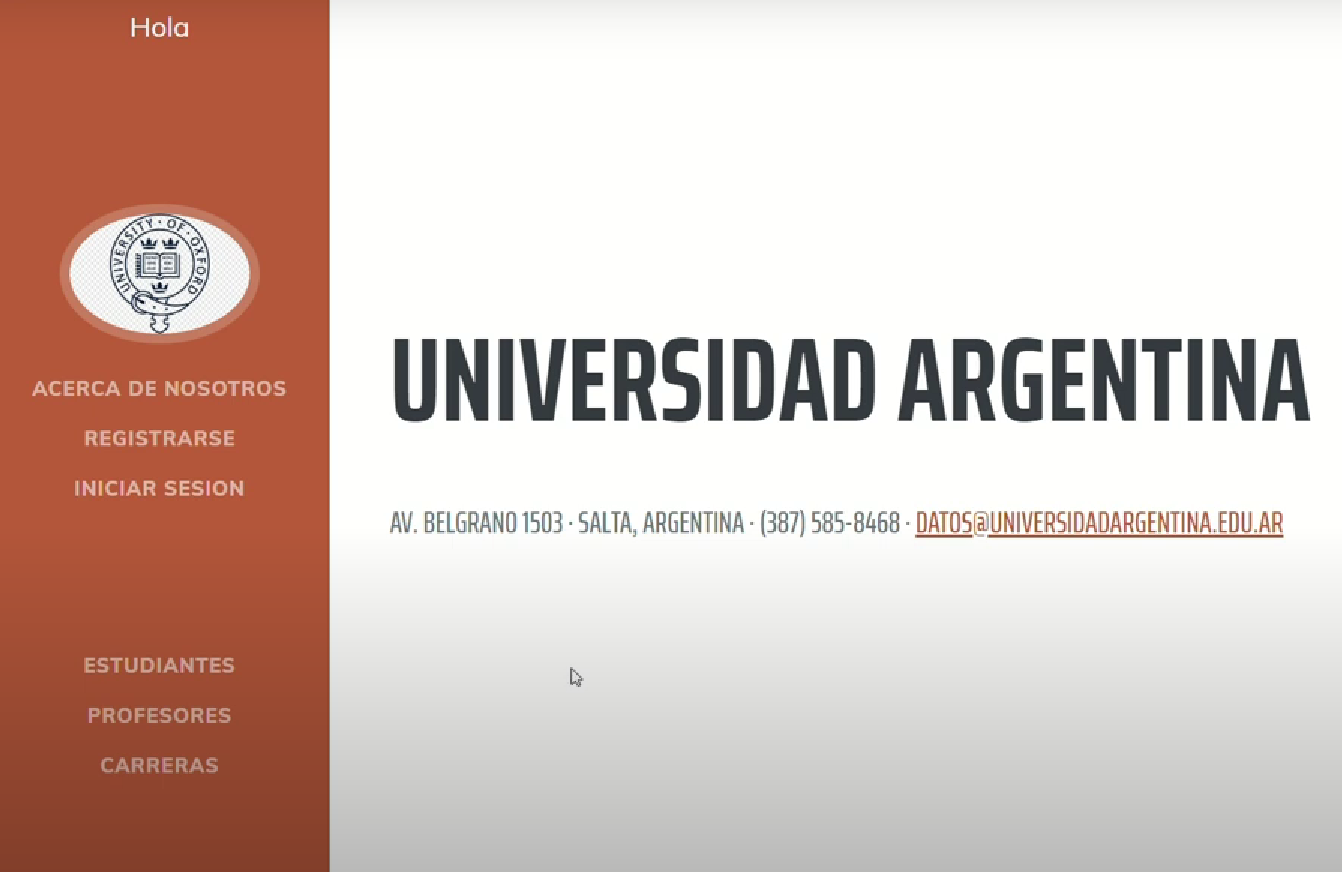 Hola
UNIVERSITY · OF · OXFORD
ACERCA DE NOSOTROS
REGISTRARSE
INICIAR SESION
ESTUDIANTES
PROFESORES
CARRERAS
UNIVERSIDAD ARGENTINA
AV. BELGRANO 1503 · SALTA, ARGENTINA · (387) 585-8468 · DATOS@UNIVERSIDADARGENTINA.EDU.AR